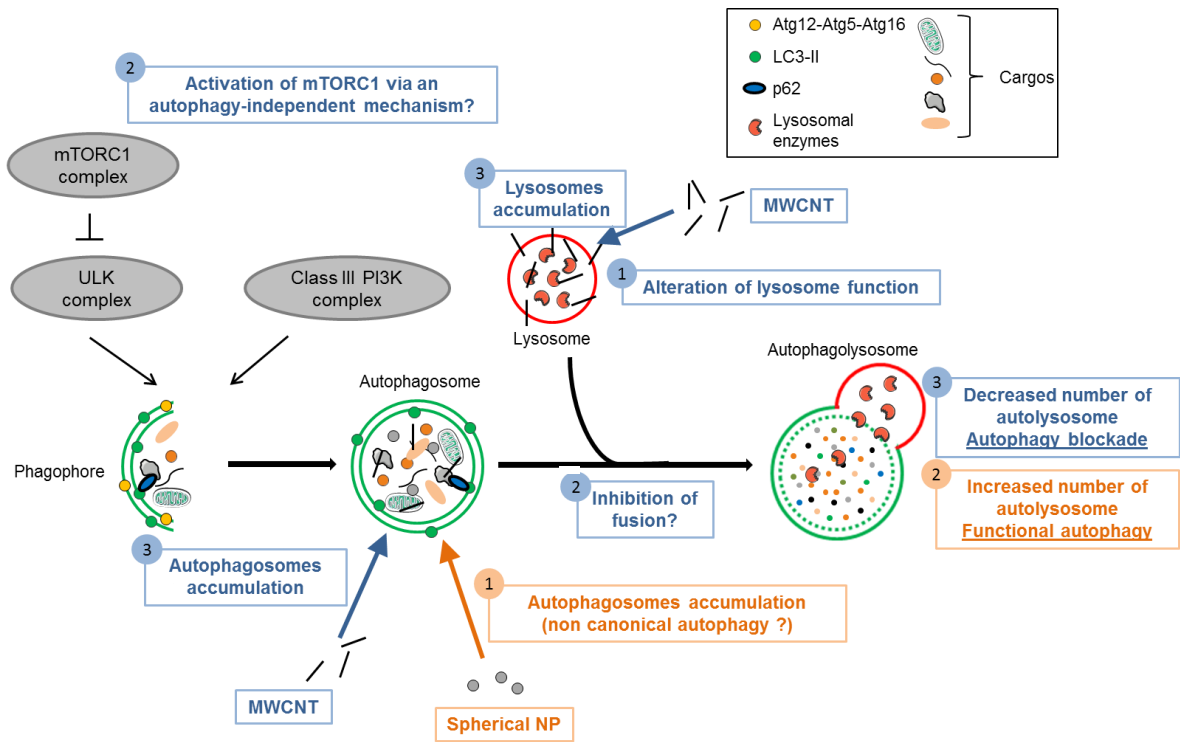 Atg12-Atg5-Atg16
LC3-II
p62
Lysosomal
enzymes
Cargos
2
Activation of mTORC1 via an
autophagy-independent mechanism?
mTORC1
complex
ULK
complex
Class III PI3K
complex
3
Lysosomes
accumulation
MWCNT
1
Alteration of lysosome function
Lysosome
Autophagosome
Autophagolysosome
Phagophore
3
Decreased number of
autolysosome
Autophagy blockade
2
Increased number of
autolysosome
Functional autophagy
2
Inhibition of
fusion?
3
Autophagosomes
accumulation
1
Autophagosomes accumulation
(non canonical autophagy ?)
MWCNT
Spherical NP